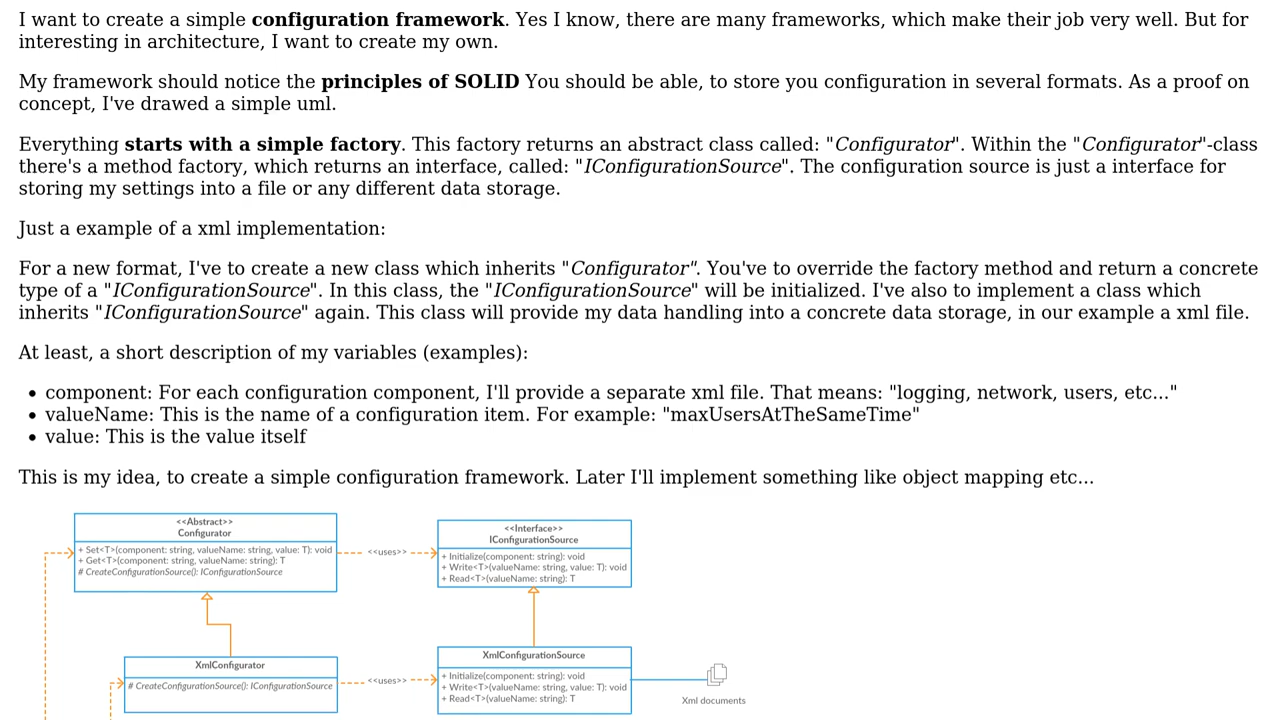 I want to create a simple configuration framework. Yes I know, there are many frameworks, which make their job very well. But for
interesting in architecture, I want to create my own.
My framework should notice the principles of SOLID You should be able, to store you configuration in several formats. As a proof on
concept, I've drawed a simple uml.
Everything starts with a simple factory. This factory returns an abstract class called: "Configurator". Within the "Configurator"-class
there's a method factory, which returns an interface, called: "IConfigurationSource". The configuration source is just a interface for
storing my settings into a file or any different data storage.
Just a example of a xml implementation:
For a new format, I've to create a new class which inherits "Configurator". You've to override the factory method and return a concrete
type of a "IConfigurationSource". In this class, the "IConfigurationSource" will be initialized. I've also to implement a class which
inherits "IConfigurationSource" again. This class will provide my data handling into a concrete data storage, in our example a xml file.
At least, a short description of my variables (examples):
• component: For each configuration component, I'll provide a separate xml file. That means: "logging, network, users, etc..."
• valueName: This is the name of a configuration item. For example: "maxUsersAtTheSameTime"
• value: This is the value itself
This is my idea, to create a simple configuration framework. Later I'll implement something like object mapping etc...
<<Abstract>>
Configurator
+ Set<T>(component: string, valueName: string, value: T): void
+ Get<T>(component: string, valueName: string): T
# CreateConfigurationSource(): IConfigurationSource
<<uses>>
<<Interface>>
IConfigurationSource
+ Initialize(component: string): void
+ Write<T>(valueName: string, value: T): void
+ Read<T>(valueName: string): T
XmlConfigurator
# CreateConfigurationSource(): IConfigurationSource
<<uses>>
XmlConfigurationSource
+ Initialize(component: string): void
+ Write<T>(valueName: string, value: T): void
+ Read<T>(valueName: string): T
Xml documents